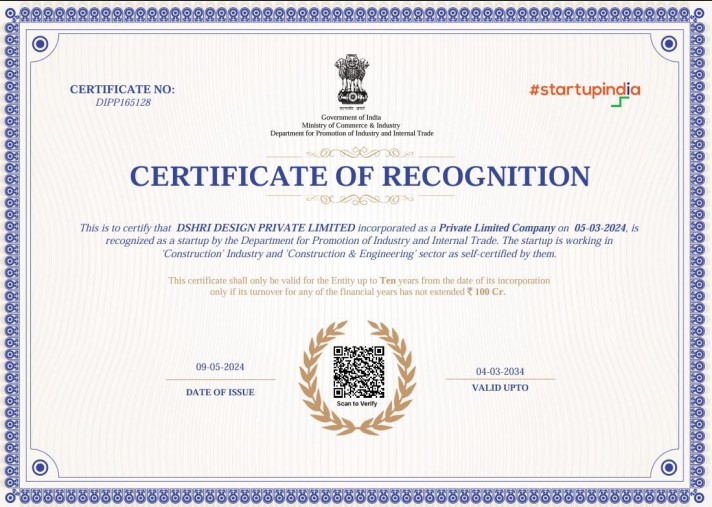 CERTIFICATE NO:
DIPP165128
#startupindia
सत्यमेव जयते
Government of India
Ministry of Commerce & Industry
Department for Promotion of Industry and Internal Trade
CERTIFICATE OF RECOGNITION
This is to certify that DSHRI DESIGN PRIVATE LIMITED incorporated as a Private Limited Company on 05-03-2024, is
recognized as a startup by the Department for Promotion of Industry and Internal Trade. The startup is working in
'Construction' Industry and 'Construction & Engineering' sector as self-certified by them.
This certificate shall only be valid for the Entity up to Ten years from the date of its incorporation
only if its turnover for any of the financial years has not extended ₹ 100 Cr.
09-05-2024
DATE OF ISSUE
Scan to Verify
04-03-2034
VALID UPTO